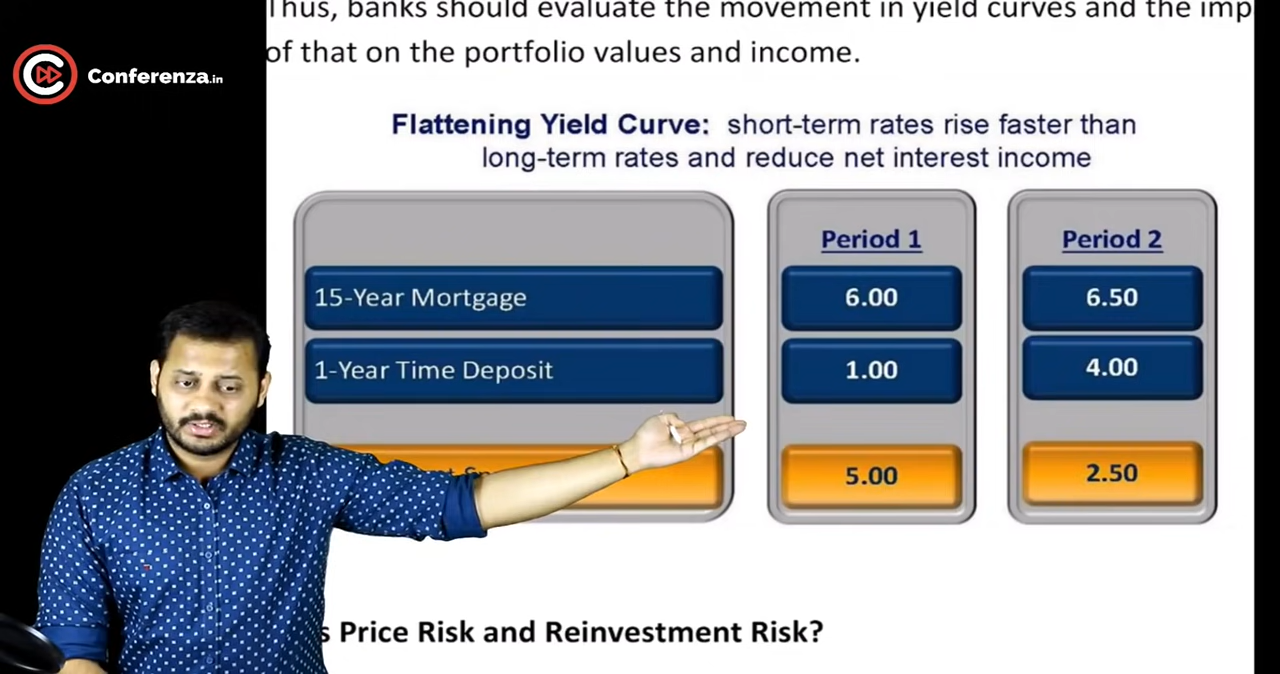 Thus, banks should evaluate the movement in yield curves and the
of that on the portfolio values and income.
Conferenza.in
Flattening Yield Curve: short-term rates rise faster than
long-term rates and reduce net interest income
Period 1
Period 2
15-Year Mortgage
6.00
6.50
1-Year Time Deposit
1.00
4.00
5.00
2.50
Price Risk and Reinvestment Risk?